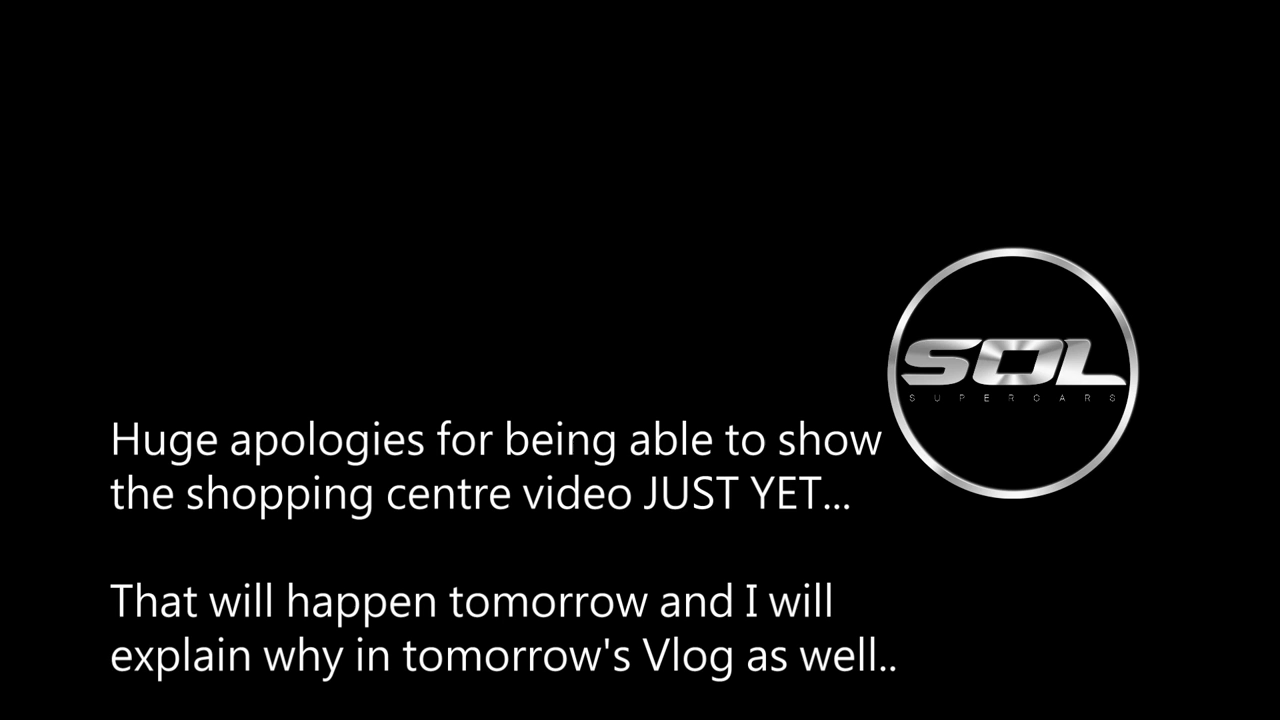 SOL
SUPERCARS
Huge apologies for being able to show
the shopping centre video JUST YET...
That will happen tomorrow and I will
explain why in tomorrow's Vlog as well..